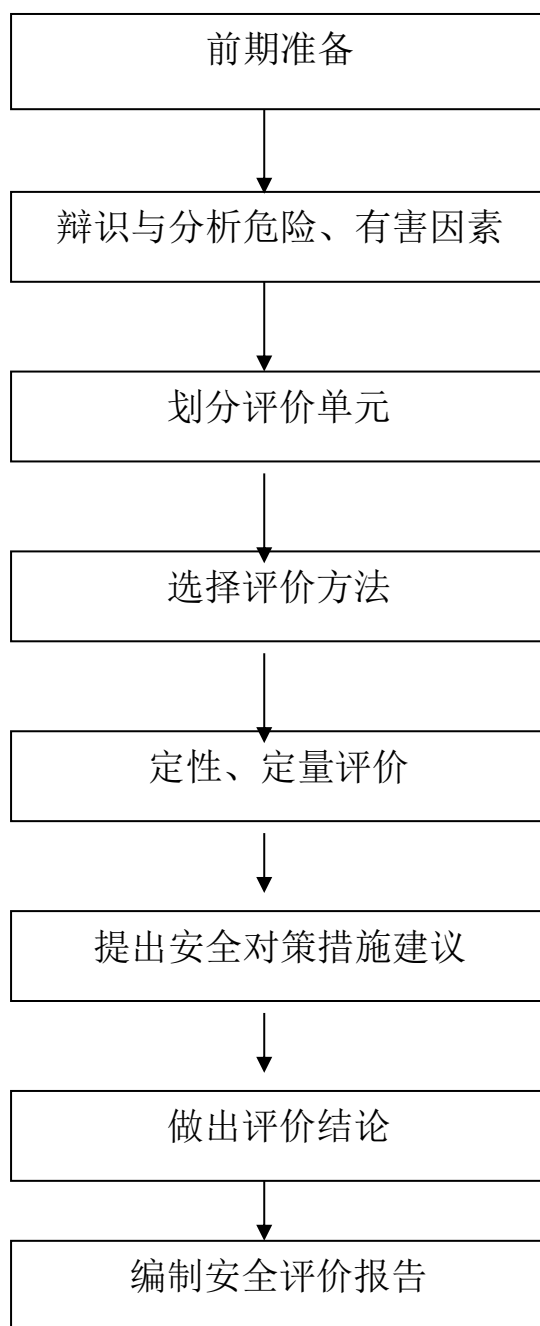 前期准备
辩识与分析危险、有害因素
划分评价单元
选择评价方法
定性、定量评价
提出安全对策措施建议
做出评价结论
编制安全评价报告